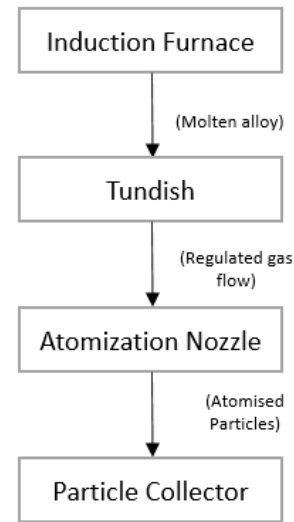 Induction Furnace
(Molten alloy)
Tundish
(Regulated gas
flow)
Atomization Nozzle
(Atomised
Particles)
Particle Collector